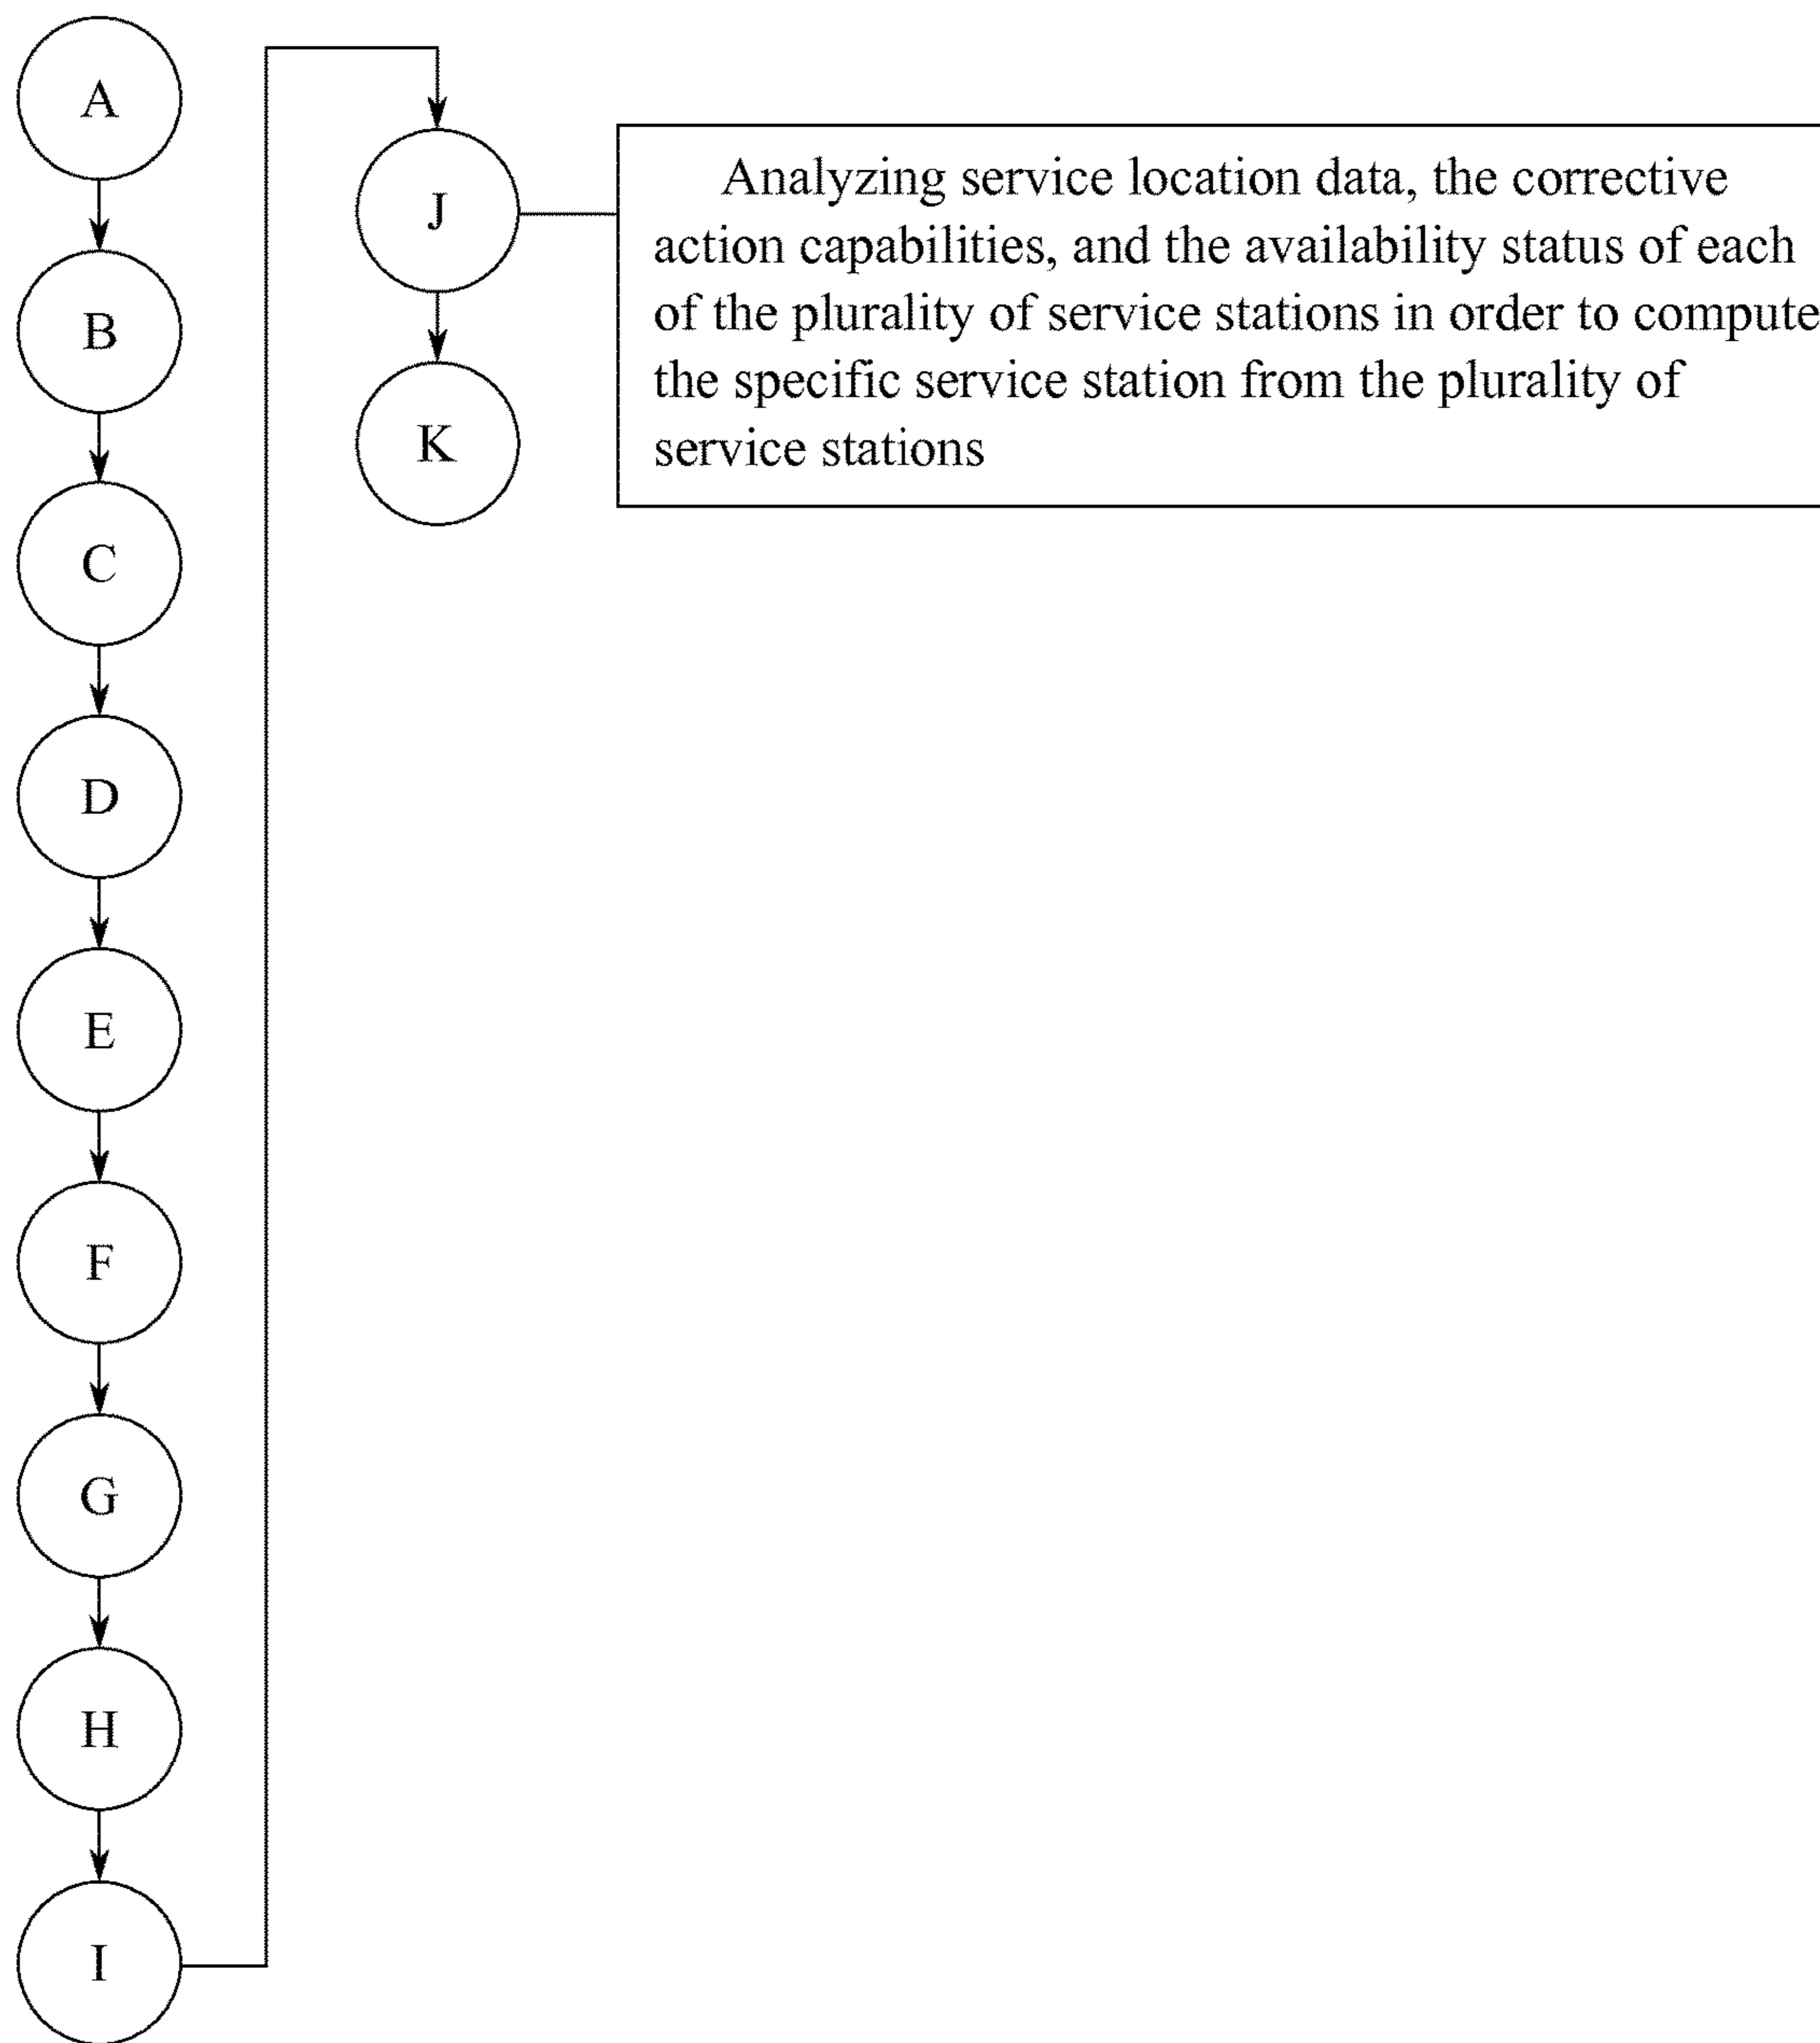 A
B
C
D
E
F
G
H
I
J
K
Analyzing service location data, the corrective
action capabilities, and the availability status of each
of the plurality of service stations in order to compute
the specific service station from the plurality of
service stations